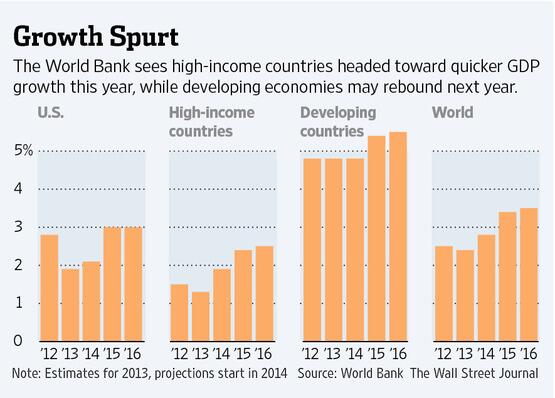 Growth Spurt
The World Bank sees high-income countries headed toward quicker GDP
growth this year, while developing economies may rebound next year.
U.S. High-income Developing World
countries countries
5%
4
3
2
1
0
'12 '13 '14 '15 '16 '12 '13 '14 '15 '16 '12 '13 '14 '15 '16 '12 '13 '14 '15 '16
Note: Estimates for 2013, projections start in 2014 Source: World Bank The Wall Street Journal